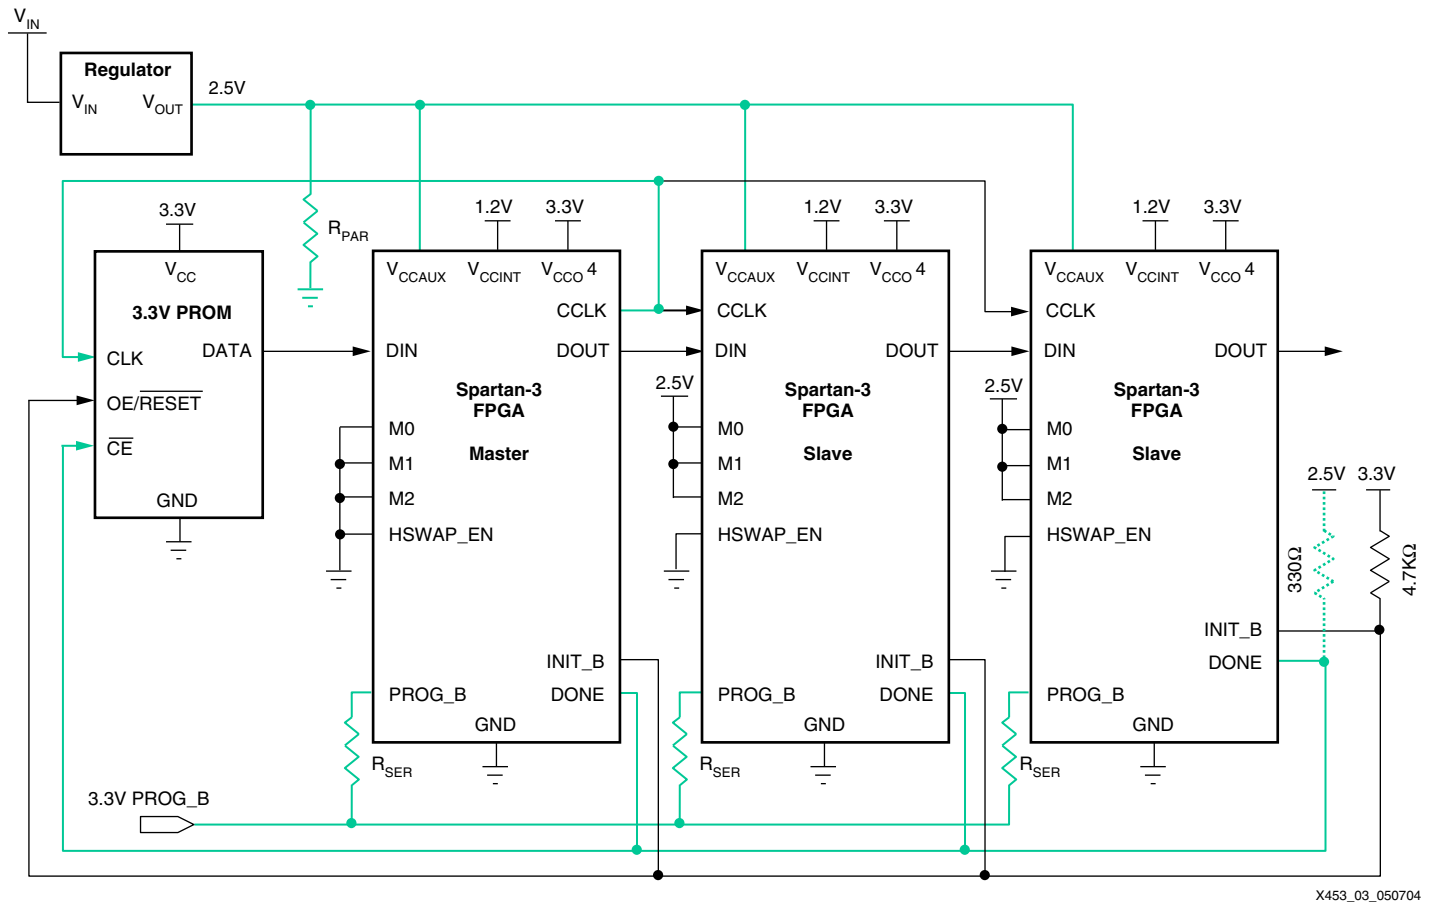 VIN
Regulator
VIN VOUT
2.5V
RPAR
3.3V
VCC
3.3V PROM
CLK DATA
OE/RESET
CE
GND
1.2V 3.3V
VCCAUX VCCINT VCCO 4
CCLK
DIN DOUT
Spartan-3
FPGA
Master
M0
M1
M2
HSWAP_EN
INIT_B
PROG_B DONE
GND
RSER
1.2V 3.3V
VCCAUX VCCINT VCCO 4
CCLK
DIN DOUT
2.5V
Spartan-3
FPGA
Slave
M0
M1
M2
HSWAP_EN
INIT_B
PROG_B DONE
GND
RSER
1.2V 3.3V
VCCAUX VCCINT VCCO 4
CCLK
DIN DOUT
2.5V
Spartan-3
FPGA
Slave
M0
M1
M2
HSWAP_EN
INIT_B
DONE
PROG_B
GND
RSER
2.5V 3.3V
330Ω
4.7KΩ
3.3V PROG_B
X453_03_050704